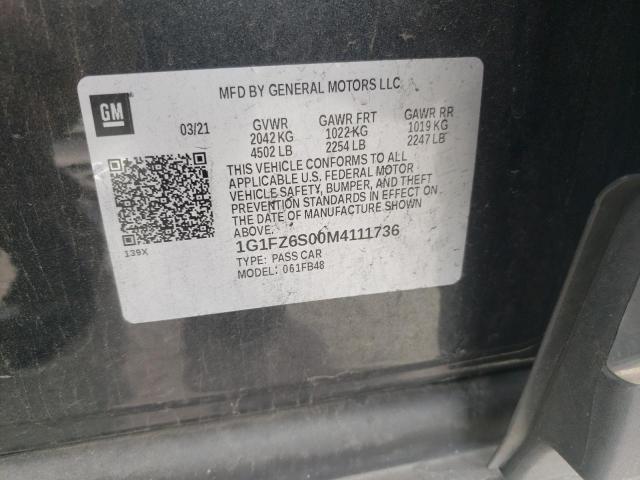 MFD BY GENERAL MOTORS LLC
GM
03/21 GVWR GAWR FRT GAWR RR
2042 KG 1022 KG 1019 KG
4502 LB 2254 LB 2247 LB
THIS VEHICLE CONFORMS TO ALL
APPLICABLE U.S. FEDERAL MOTOR
VEHICLE SAFETY, BUMPER, AND THEFT
PREVENTION STANDARDS IN EFFECT ON
THE DATE OF MANUFACTURE SHOWN
ABOVE.
139X
1G1FZ6S00M4111736
TYPE: PASS CAR
MODEL: 061FB48